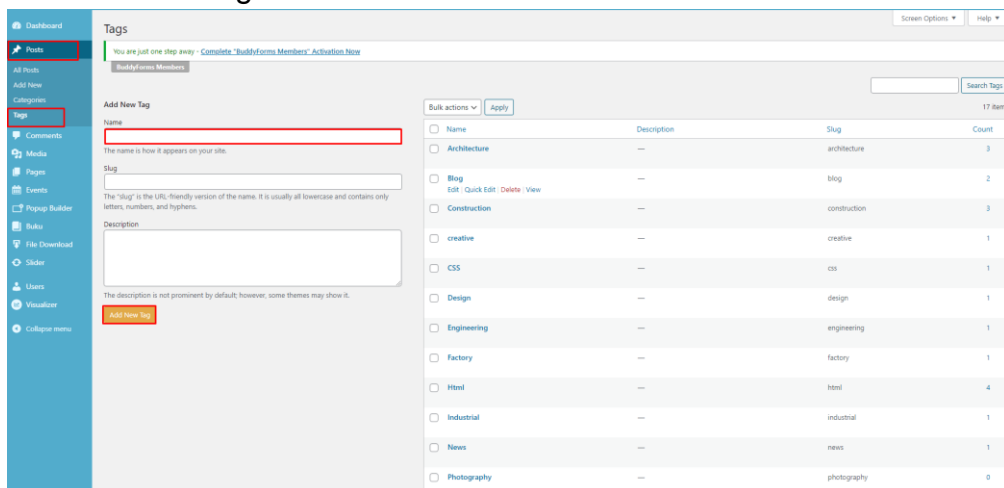 Screen Options ▼ Help ▼
Dashboard
Tags
Posts
You are just one step away - Complete "BuddyForms Members" Activation Now
BuddyForms Members
All Posts
Add New
Categories
Tags
Comments
Media
Pages
Events
Popup Builder
Buku
File Download
Slider
Users
Visualizer
Collapse menu
Search Tags
Add New Tag
Name
The name is how it appears on your site.
Slug
The "slug" is the URL-friendly version of the name. It is usually all lowercase and contains only
letters, numbers, and hyphens.
Description
The description is not prominent by default; however, some themes may show it.
Add New Tag
Bulk actions Apply
17 item
Name Description Slug Count
Architecture — architecture 3
Blog blog 2
Edit | Quick Edit | Delete | View
Construction — construction 3
creative — creative 1
CSS — css 1
Design — design 1
Engineering — engineering 1
Factory — factory 1
Html — html 4
Industrial — industrial 1
News — news 1
Photography — photography 0